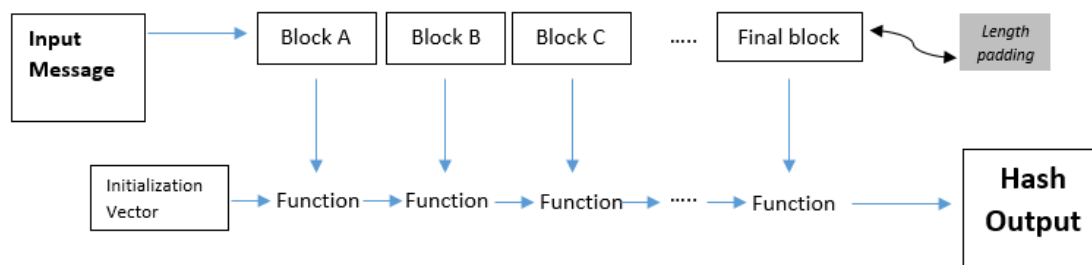 Input
Message
Block A
Block B
Block C
.....
Final block
Length
padding
Initialization
Vector
Function
Function
Function
.....
Function
Hash
Output